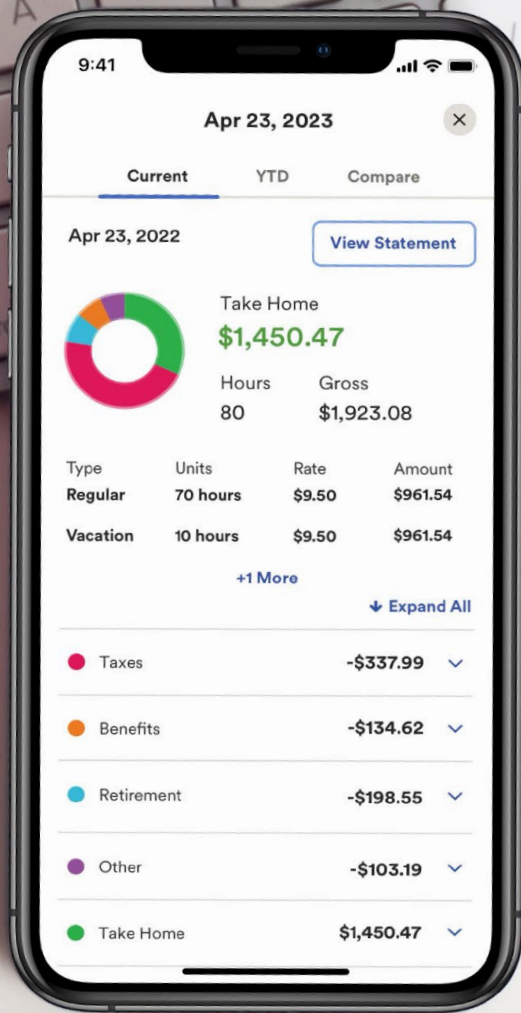 9:41
Apr 23, 2023
Current YTD Compare
Apr 23, 2022
View Statement
Take Home
$1,450.47
Hours Gross
80 $1,923.08
Type Units Rate Amount
Regular 70 hours $9.50 $961.54
Vacation 10 hours $9.50 $961.54
+1 More
Expand All
Taxes -$337.99
Benefits -$134.62
Retirement -$198.55
Other -$103.19
Take Home $1,450.47
A